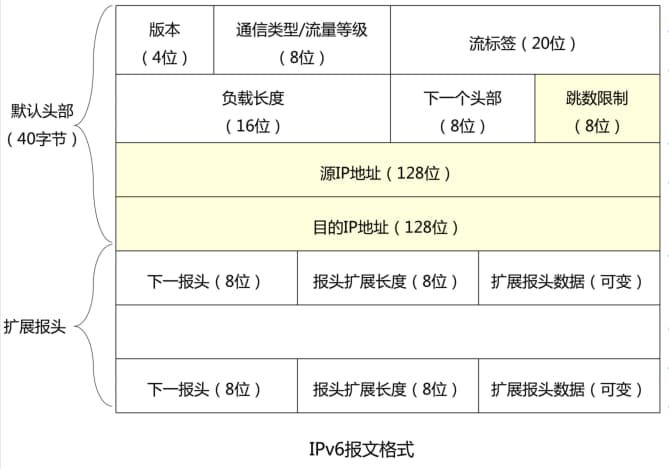 版本
（4位）
通信类型/流量等级
（8位）
流标签（20位）
默认头部
（40字节）
负载长度
（16位）
下一个头部
（8位）
跳数限制
（8位）
源IP地址（128位）
目的IP地址（128位）
扩展报头
下一报头（8位）
报头扩展长度（8位）
扩展报头数据（可变）
下一报头（8位）
报头扩展长度（8位）
扩展报头数据（可变）
IPv6报文格式